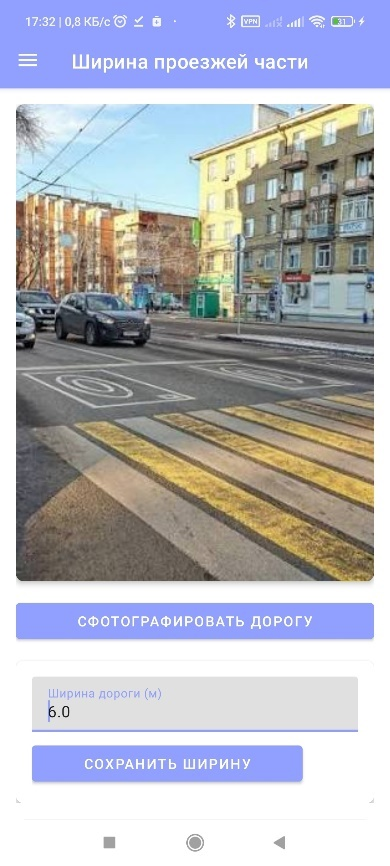 17:32 | 0,8 КБ/с
VPN
31
Ширина проезжей части
СФОТОГРАФИРОВАТЬ ДОРОГУ
Ширина дороги (м)
6.0
СОХРАНИТЬ ШИРИНУ